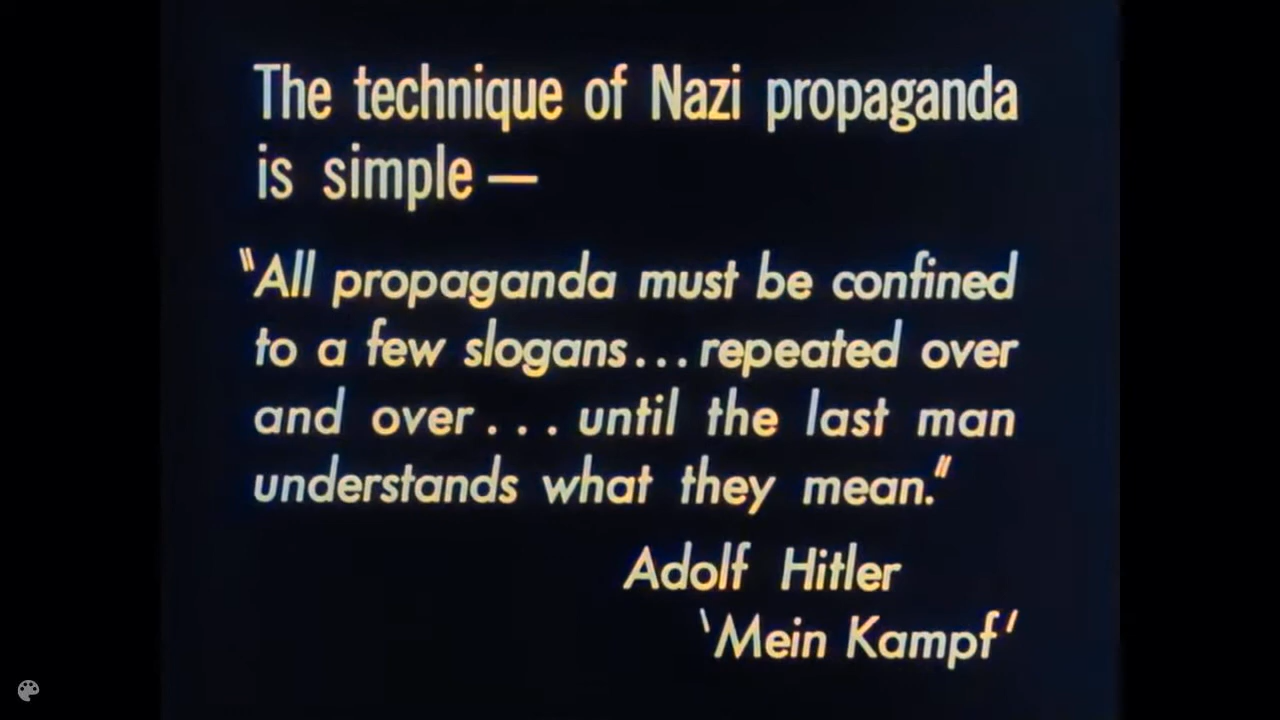 The technique of Nazi propaganda
is simple —
"All propaganda must be confined
to a few slogans... repeated over
and over... until the last man
understands what they mean."
Adolf Hitler
'Mein Kampf'